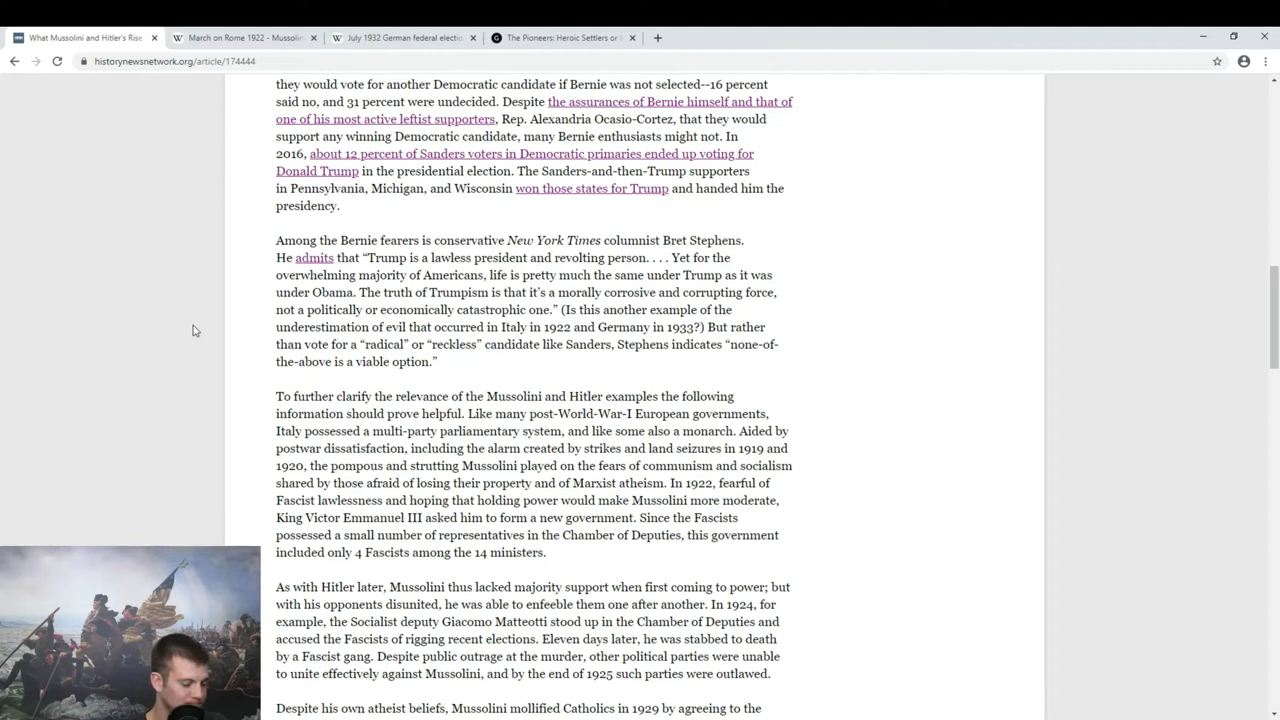 What Mussolini and Hitler's Rise
March on Rome 1922 - Mussolini
July 1932 German federal electio
The Pioneers: Heroic Settlers or
historynewsnetwork.org/article/174444
they would vote for another Democratic candidate if Bernie was not selected--16 percent
said no, and 31 percent were undecided. Despite the assurances of Bernie himself and that of
one of his most active leftist supporters, Rep. Alexandria Ocasio-Cortez, that they would
support any winning Democratic candidate, many Bernie enthusiasts might not. In
2016, about 12 percent of Sanders voters in Democratic primaries ended up voting for
Donald Trump in the presidential election. The Sanders-and-then-Trump supporters
in Pennsylvania, Michigan, and Wisconsin won those states for Trump and handed him the
presidency.
Among the Bernie fearers is conservative New York Times columnist Bret Stephens.
He admits that “Trump is a lawless president and revolting person. . . . Yet for the
overwhelming majority of Americans, life is pretty much the same under Trump as it was
under Obama. The truth of Trumpism is that it’s a morally corrosive and corrupting force,
not a politically or economically catastrophic one.” (Is this another example of the
underestimation of evil that occurred in Italy in 1922 and Germany in 1933?) But rather
than vote for a “radical” or “reckless” candidate like Sanders, Stephens indicates “none-of-
the-above is a viable option.”
To further clarify the relevance of the Mussolini and Hitler examples the following
information should prove helpful. Like many post-World-War-I European governments,
Italy possessed a multi-party parliamentary system, and like some also a monarch. Aided by
postwar dissatisfaction, including the alarm created by strikes and land seizures in 1919 and
1920, the pompous and strutting Mussolini played on the fears of communism and socialism
shared by those afraid of losing their property and of Marxist atheism. In 1922, fearful of
Fascist lawlessness and hoping that holding power would make Mussolini more moderate,
King Victor Emmanuel III asked him to form a new government. Since the Fascists
possessed a small number of representatives in the Chamber of Deputies, this government
included only 4 Fascists among the 14 ministers.
As with Hitler later, Mussolini thus lacked majority support when first coming to power; but
with his opponents disunited, he was able to enfeeble them one after another. In 1924, for
example, the Socialist deputy Giacomo Matteotti stood up in the Chamber of Deputies and
accused the Fascists of rigging recent elections. Eleven days later, he was stabbed to death
by a Fascist gang. Despite public outrage at the murder, other political parties were unable
to unite effectively against Mussolini, and by the end of 1925 such parties were outlawed.
Despite his own atheist beliefs, Mussolini mollified Catholics in 1929 by agreeing to the